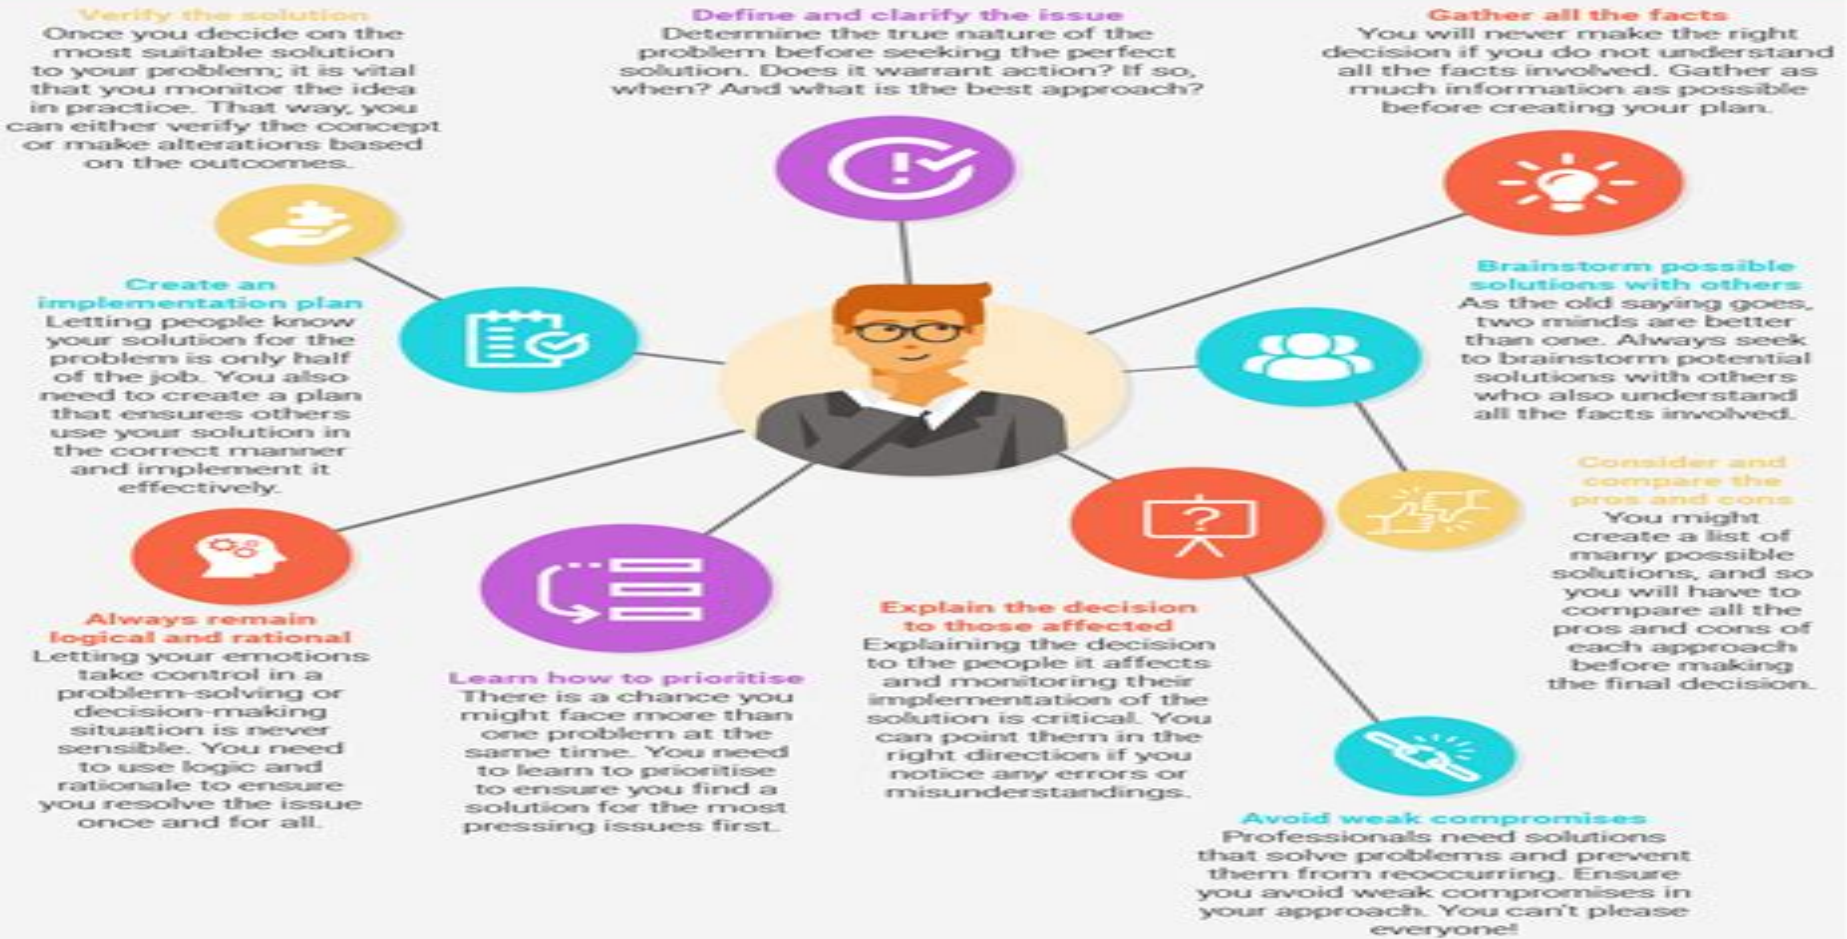 Verify the solution
Once you decide on the
most suitable solution
to your problem; it is vital
that you monitor the idea
in practice. That way, you
can either verify the concept
or make alterations based
on the outcomes.
Define and clarify the issue
Determine the true nature of the
problem before seeking the perfect
solution. Does it warrant action? If so,
when? And what is the best approach?
Gather all the facts
You will never make the right
decision if you do not understand
all the facts involved. Gather as
much information as possible
before creating your plan.
Create an
implementation plan
Letting people know
your solution for the
problem is only half
of the job. You also
need to create a plan
that ensures others
use your solution in
the correct manner
and implement it
effectively.
Brainstorm possible
solutions with others
As the old saying goes,
two minds are better
than one. Always seek
to brainstorm potential
solutions with others
who also understand
all the facts involved.
Consider and
compare the
pros and cons
You might
create a list of
many possible
solutions, and so
you will have to
compare all the
pros and cons of
each approach
before making
the final decision.
Always remain
logical and rational
Letting your emotions
take control in a
problem-solving or
decision-making
situation is never
sensible. You need
to use logic and
rationale to ensure
you resolve the issue
once and for all.
Learn how to prioritise
There is a chance you
might face more than
one problem at the
same time. You need
to learn to prioritise
to ensure you find a
solution for the most
pressing issues first.
?
Explain the decision
to those affected
Explaining the decision
to the people it affects
and monitoring their
implementation of the
solution is critical. You
can point them in the
right direction if you
notice any errors or
misunderstandings.
Avoid weak compromises
Professionals need solutions
that solve problems and prevent
them from reoccurring. Ensure
you avoid weak compromises in
your approach. You can't please
everyone!